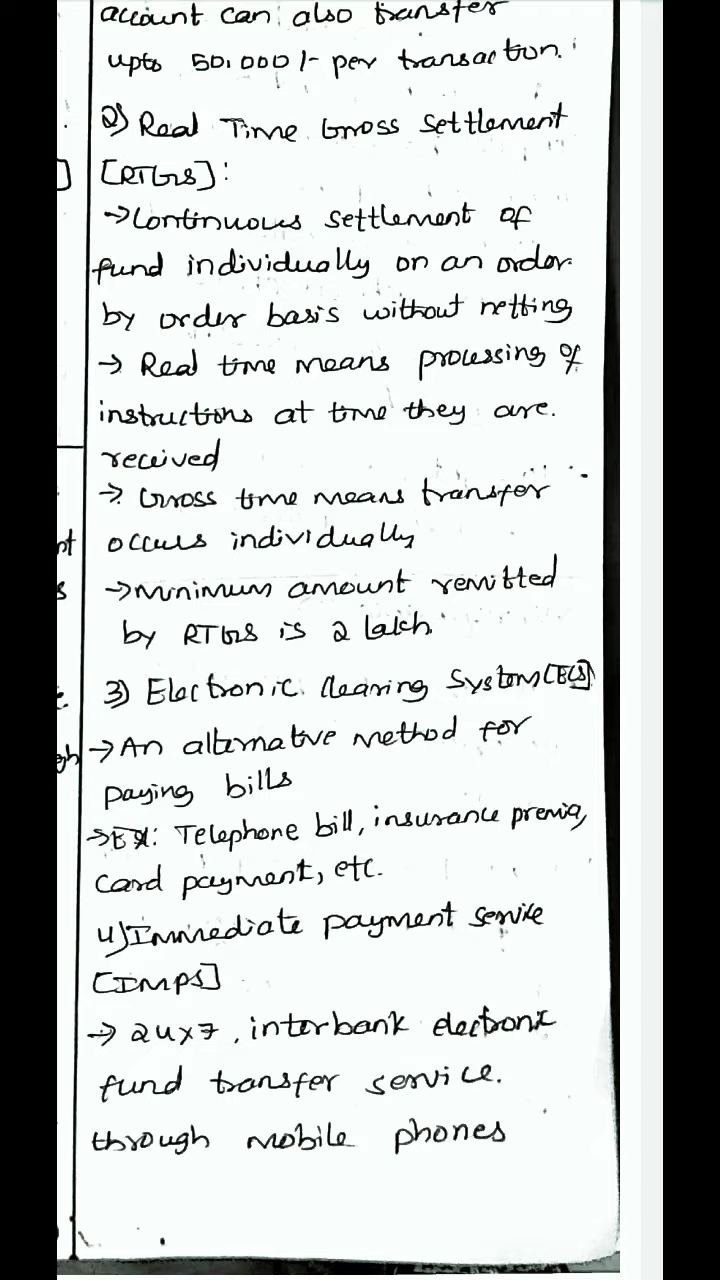 account can also transfer
upto 50,000/- per transaction.
2) Real Time Gross Settlement
[RTGS]:
→Continuous settlement of
fund individually on an order
by order basis without netting
→ Real time means processing of
instructions at time they are.
received
→ Gross time means transfer
occurs individually
→Minimum amount remitted
by RTGS is 2 lakh.
3) Electronic Clearing System [ECS]
→An alternative method for
paying bills
→EX: Telephone bill, insurance premia,
card payment, etc.
4) Immediate payment service
[IMPS]
→ 24x7, interbank electronic
fund transfer service.
through mobile phones